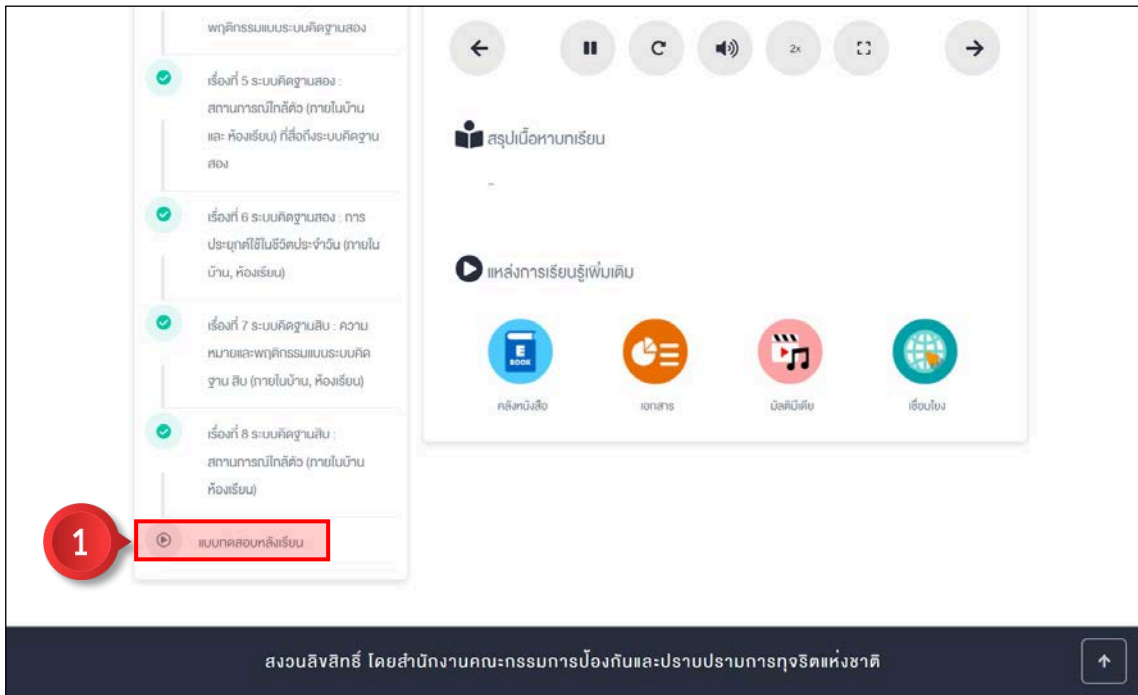 พฤติกรรมแบบระบบคิดฐานสอง
เรื่องที่ 5 ระบบคิดฐานสอง :
สถานการณ์ใกล้ตัว (ภายในบ้าน
และ ห้องเรียน) ที่สื่อถึงระบบคิดฐาน
สอง
เรื่องที่ 6 ระบบคิดฐานสอง : การ
ประยุกต์ใช้ในชีวิตประจำวัน (ภายใน
บ้าน, ห้องเรียน)
เรื่องที่ 7 ระบบคิดฐานสิบ : ความ
หมายและพฤติกรรมแบบระบบคิด
ฐาน สิบ (ภายในบ้าน, ห้องเรียน)
เรื่องที่ 8 ระบบคิดฐานสิบ :
สถานการณ์ใกล้ตัว (ภายในบ้าน
ห้องเรียน)
1
แบบทดสอบหลังเรียน
2x
สรุปเนื้อหาบทเรียน
-
แหล่งการเรียนรู้เพิ่มเติม
E
BOOK
คลังหนังสือ
เอกสาร
มัลติมีเดีย
เชื่อมโยง
สงวนลิขสิทธิ์ โดยสำนักงานคณะกรรมการป้องกันและปราบปรามการทุจริตแห่งชาติ